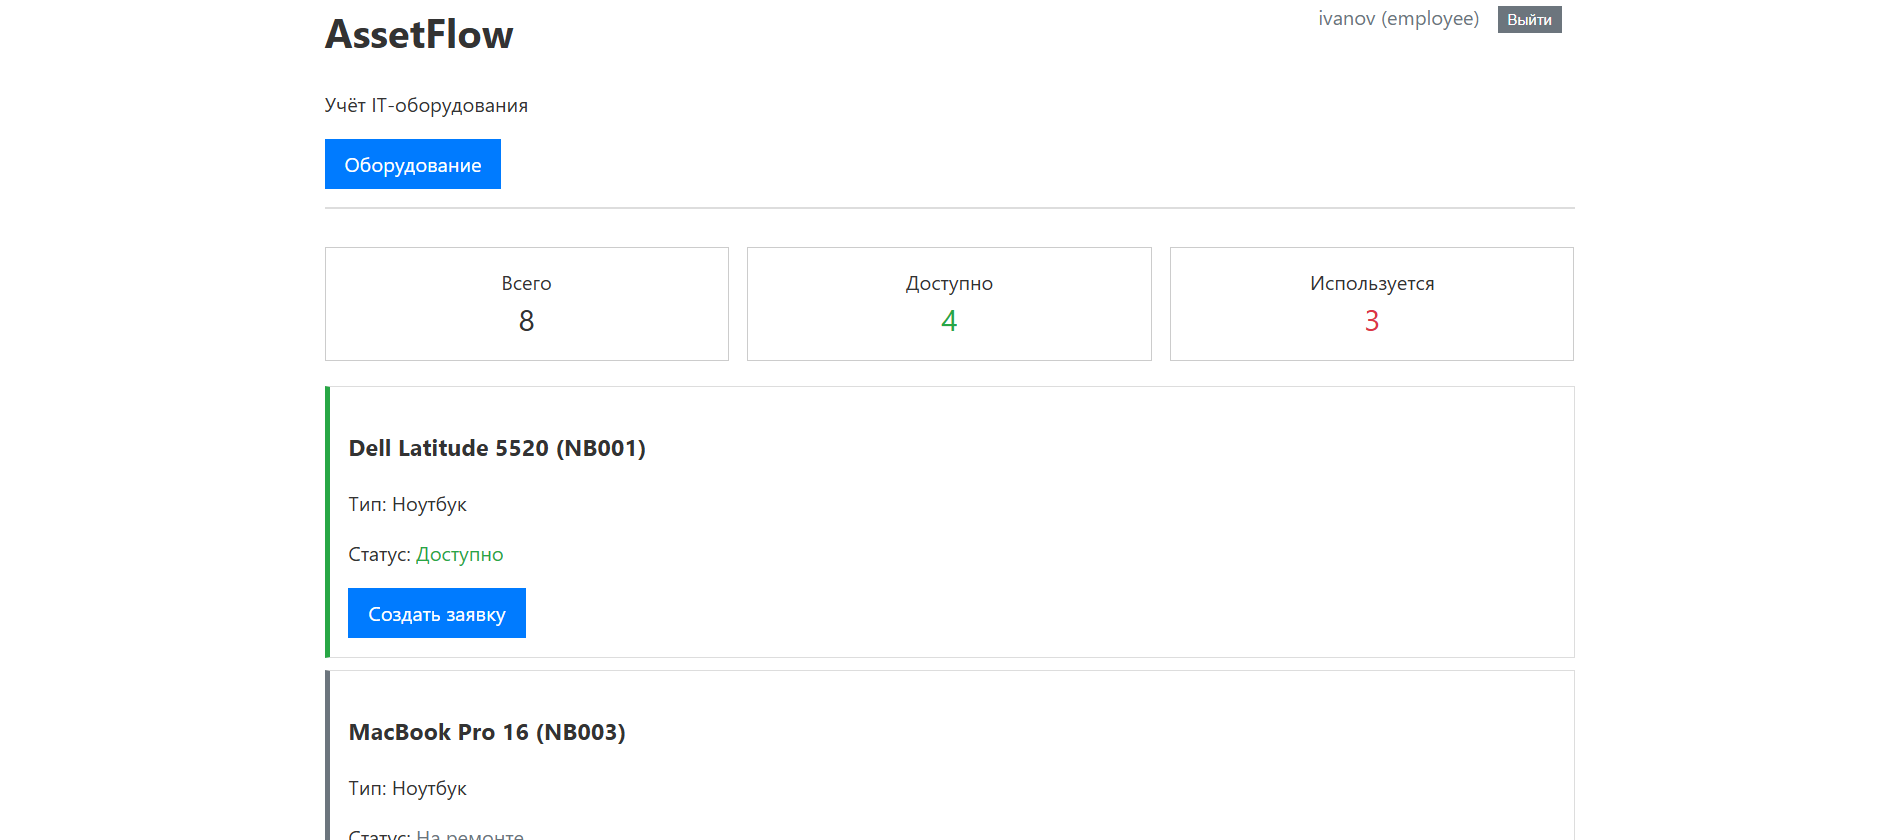 AssetFlow
ivanov (employee)
Выйти
Учёт IT-оборудования
Оборудование
Всего
8
Доступно
4
Используется
3
Dell Latitude 5520 (NB001)
Тип: Ноутбук
Статус: Доступно
Создать заявку
MacBook Pro 16 (NB003)
Тип: Ноутбук
Статус: На ремонте